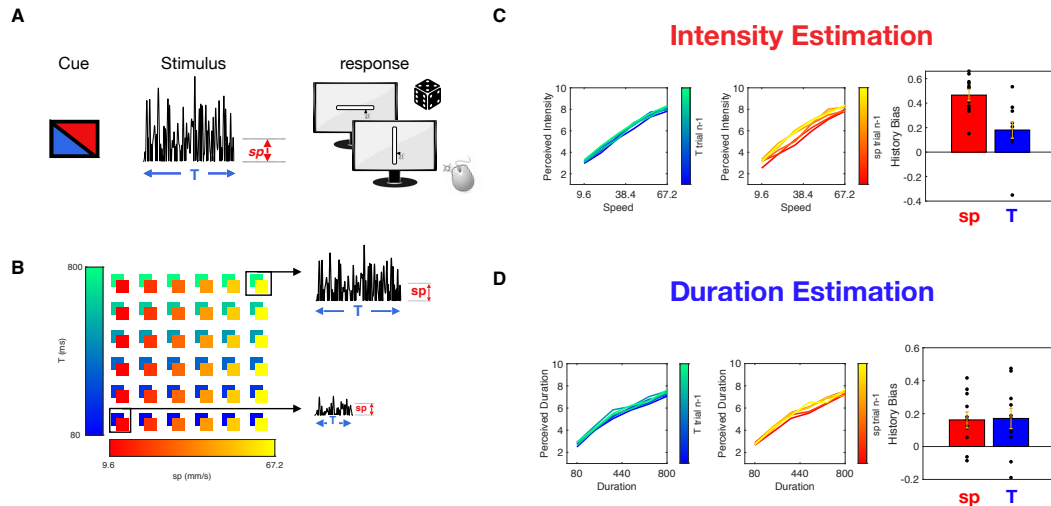 A
Cue
Stimulus
response
sp
T
B
800
T (ms)
80
9.6
67.2
sp (mm/s)
sp
T
sp
T
C
Intensity Estimation
Perceived Intensity
10
8
6
4
2
9.6
38.4
67.2
Speed
T trial n-1
Perceived Intensity
10
8
6
4
2
9.6
38.4
67.2
Speed
sp trial n-1
History Bias
0.6
0.4
0.2
0
-0.2
-0.4
sp
T
D
Duration Estimation
Perceived Duration
10
8
6
4
2
80
440
800
Duration
T trial n-1
Perceived Duration
10
8
6
4
2
80
440
800
Duration
sp trial n-1
History Bias
0.6
0.4
0.2
0
0.2
sp
T